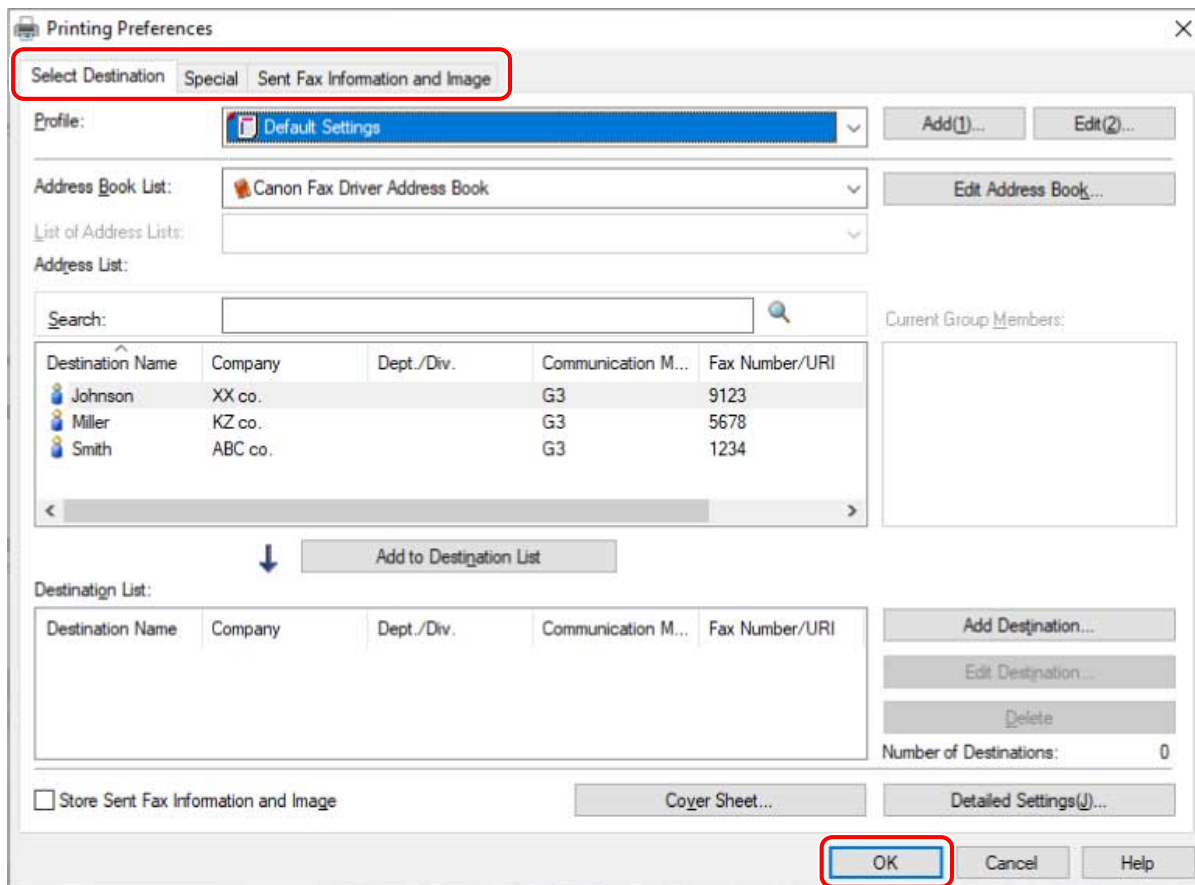 Printing Preferences
Select Destination Special Sent Fax Information and Image
Profile: Default Settings Add(1)... Edit(2)...
Address Book List: Canon Fax Driver Address Book Edit Address Book...
List of Address Lists:
Address List:
Search: Current Group Members:
Destination Name Company Dept./Div. Communication M... Fax Number/URI
Johnson XX co. G3 9123
Miller KZ co. G3 5678
Smith ABC co. G3 1234
Add to Destination List
Destination List:
Destination Name Company Dept./Div. Communication M... Fax Number/URI Add Destination...
Edit Destination...
Delete
Number of Destinations: 0
Store Sent Fax Information and Image Cover Sheet... Detailed Settings(J)...
OK Cancel Help